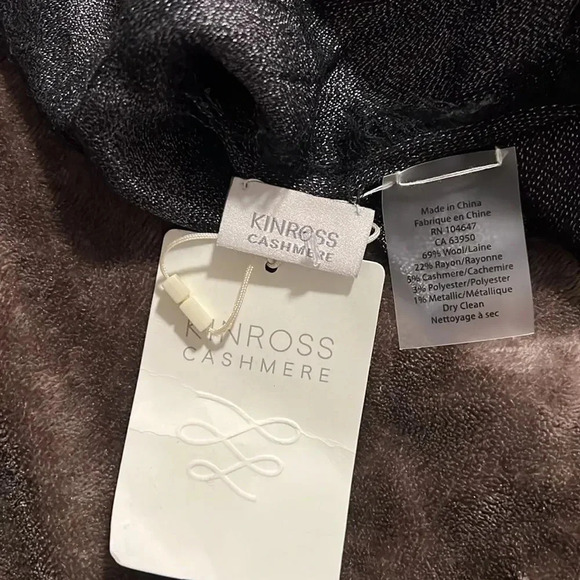 KINROSS
CASHMERE
KINROSS
CASHMERE
Made in China
Fabriqué en Chine
RN 104647
CA 63950
69% Wool/Laine
22% Rayon/Rayonne
5% Cashmere/Cachemire
3% Polyester/Polyester
1% Metallic/Métallique
Dry Clean
Nettoyage à sec